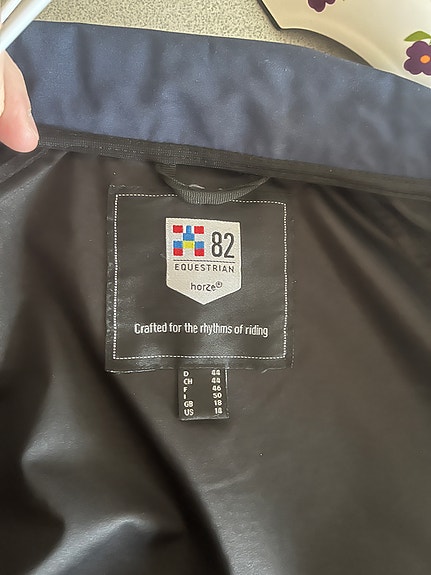 82
EQUESTRIAN
horze®
Crafted for the rhythms of riding
D 44
CH 44
F 46
I 50
GB 18
US 18